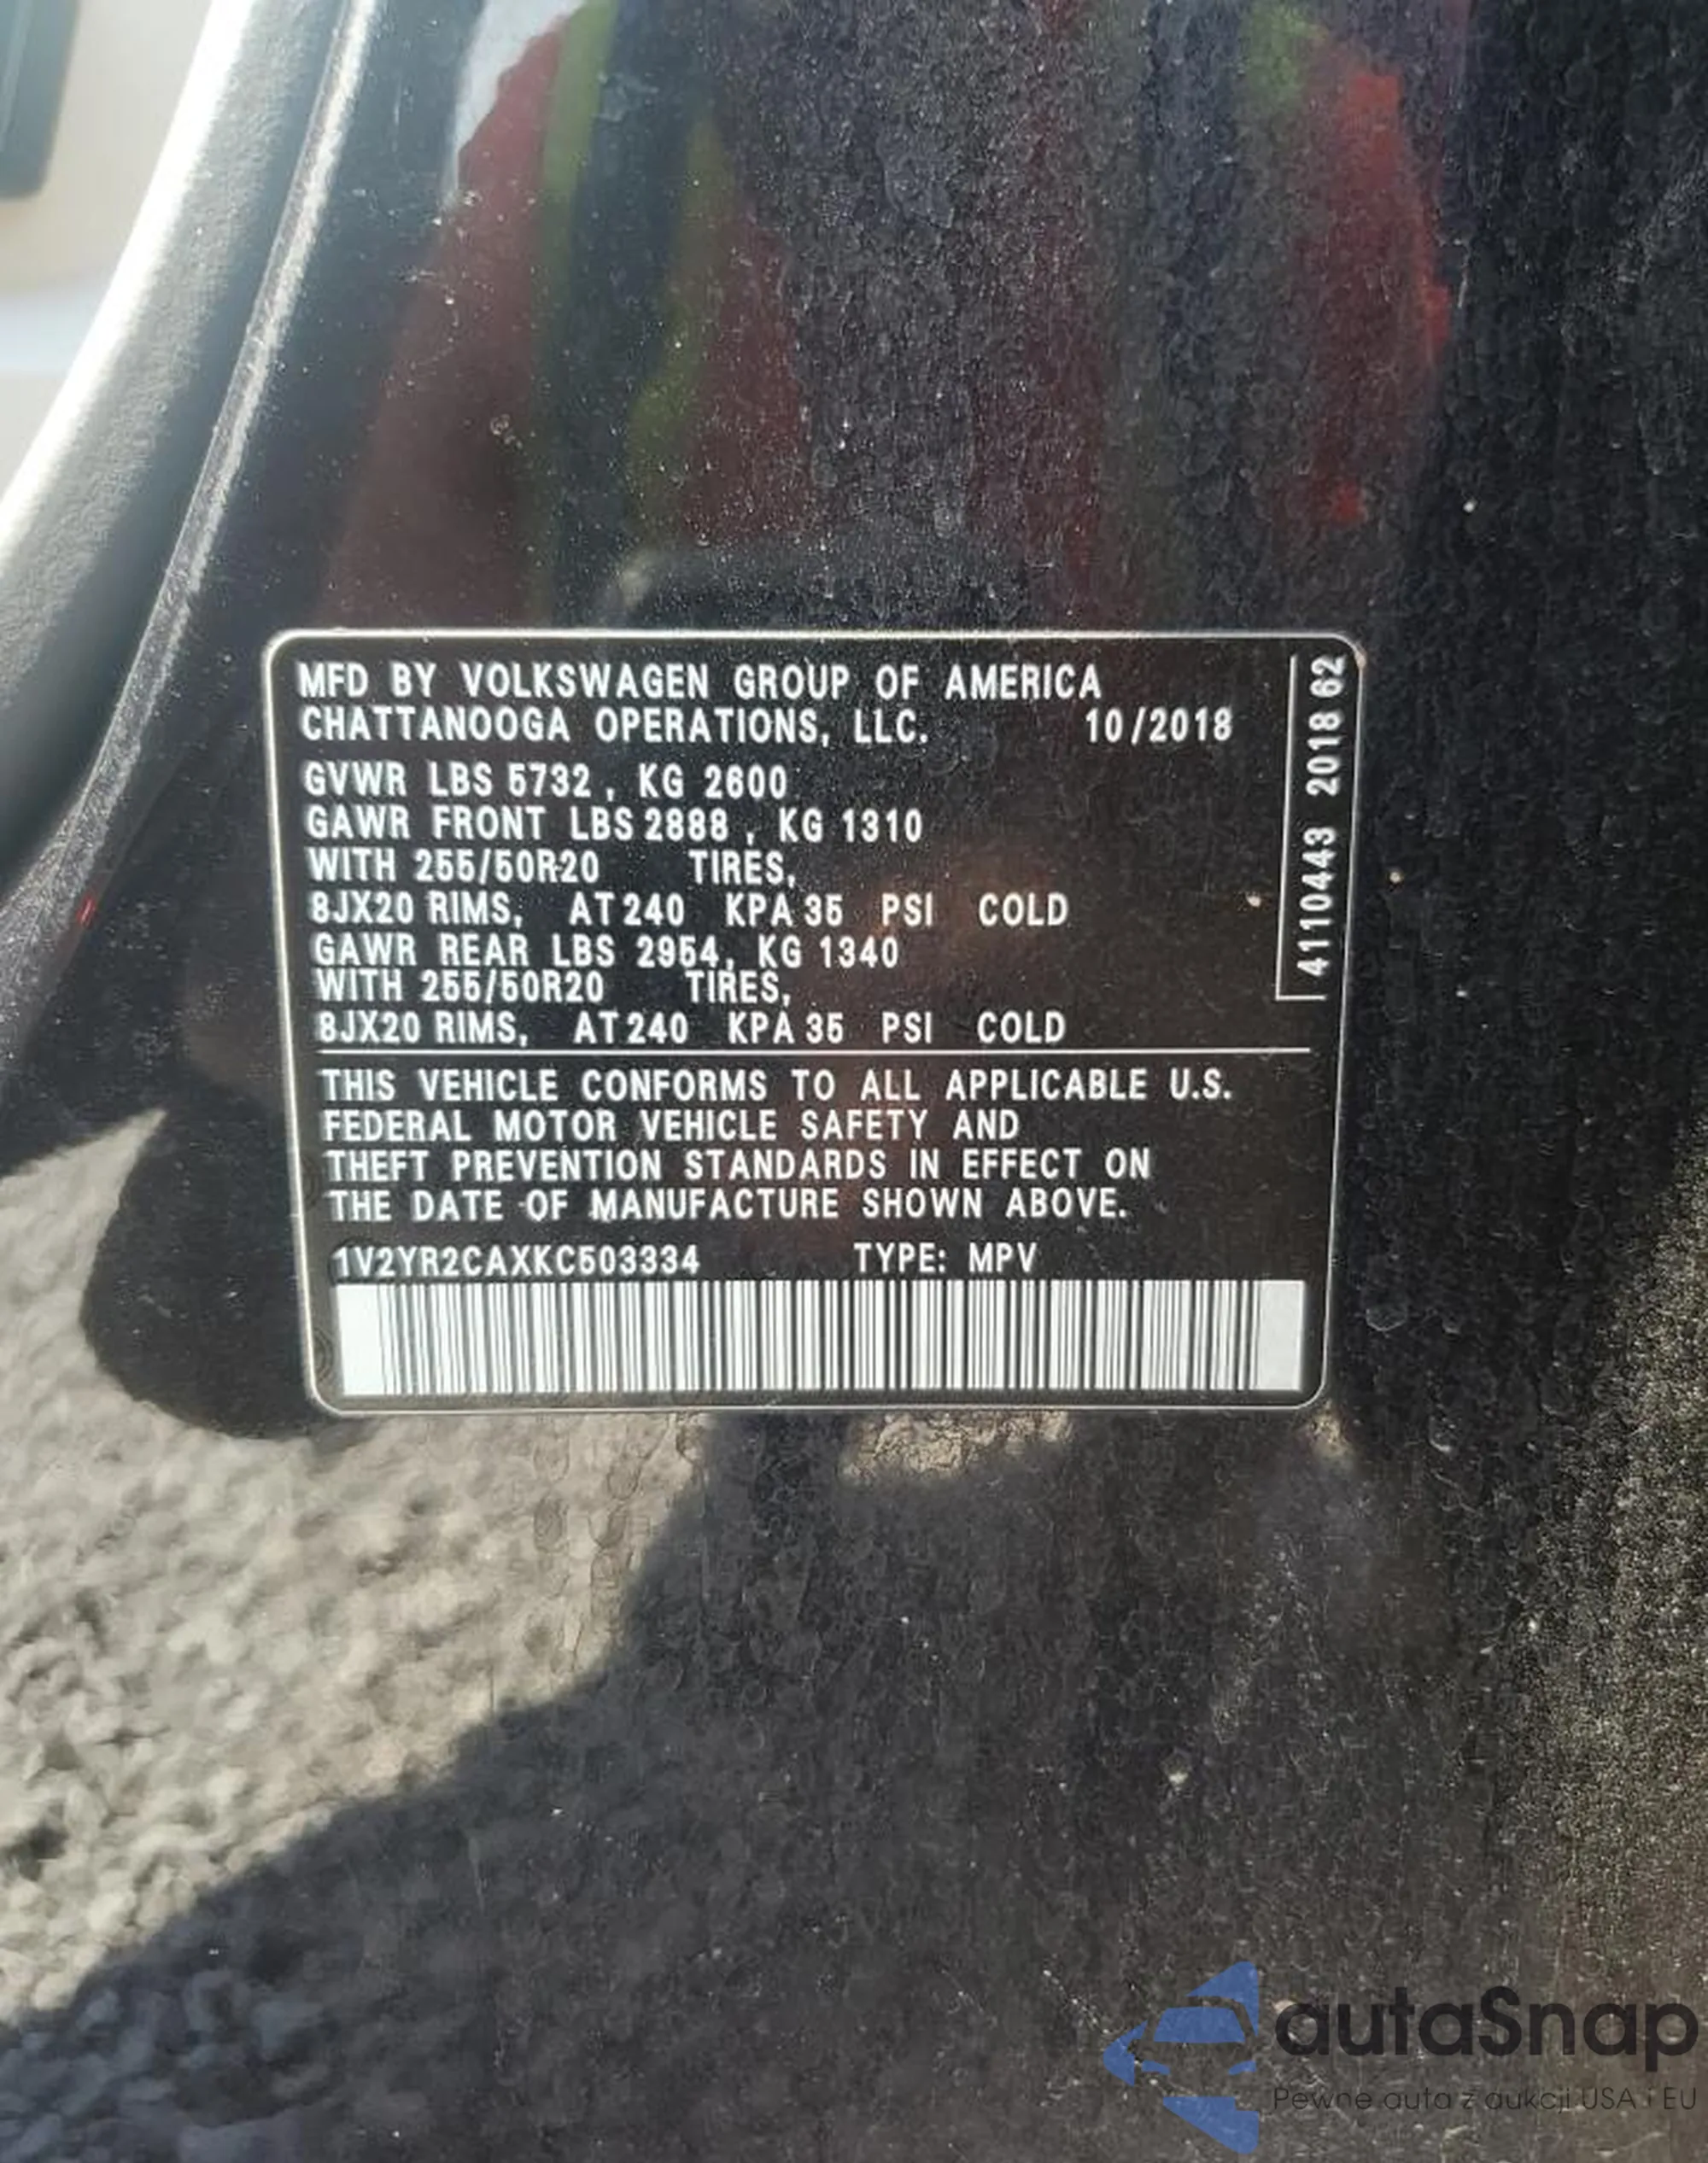 MFD BY VOLKSWAGEN GROUP OF AMERICA
CHATTANOOGA OPERATIONS, LLC. 10/2018
GVWR LBS 5732, KG 2600
GAWR FRONT LBS 2888, KG 1310
WITH 255/50R20 TIRES,
8JX20 RIMS, AT 240 KPA 35 PSI COLD
GAWR REAR LBS 2954, KG 1340
WITH 255/50R20 TIRES,
8JX20 RIMS, AT 240 KPA 35 PSI COLD
THIS VEHICLE CONFORMS TO ALL APPLICABLE U.S.
FEDERAL MOTOR VEHICLE SAFETY AND
THEFT PREVENTION STANDARDS IN EFFECT ON
THE DATE OF MANUFACTURE SHOWN ABOVE.
1V2YR2CAXKC503334 TYPE: MPV
4110443 2018 62
autaSnap
Pewne auta z aukcji USA i EU